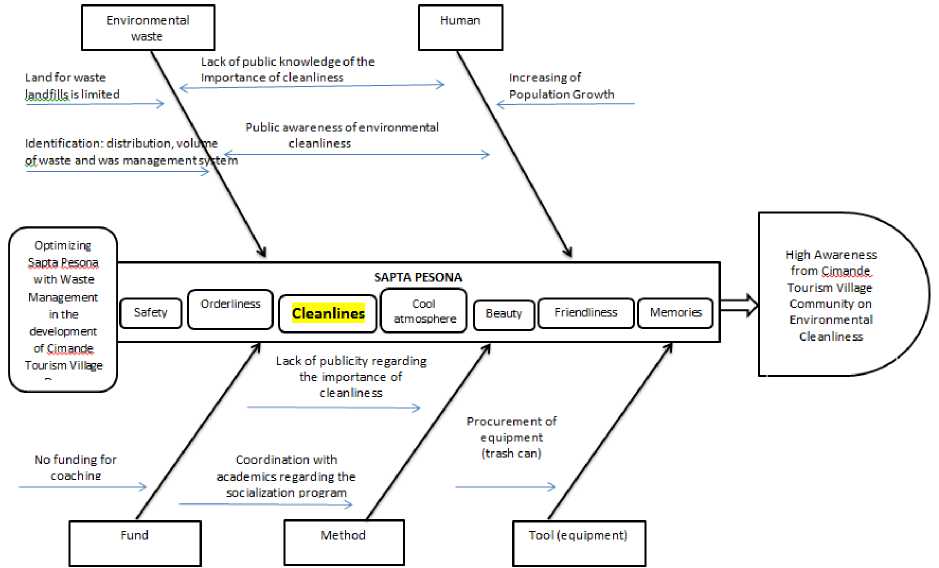 Environmental
waste
Human
Lack of public knowledge of the
Importance of cleanliness
Land for waste
landfills is limited
Increasing of
Population Growth
Public awareness of environmental
cleanliness
Identification: distribution, volume
of waste and was management system
Optimizing
Sapta Pesona
with Waste
Management
in the
development
of Cimande
Tourism Village
SAPTA PESONA
Safety
Orderliness
Cleanlines
Cool
atmosphere
Beauty
Friendliness
Memories
High Awareness
from Cimande
Tourism Village
Community on
Environmental
Cleanliness
Lack of publicity regarding
the importance of
cleanliness
Procurement of
equipment
(trash can)
No funding for
coaching
Coordination with
academics regarding the
socialization program
Fund
Method
Tool (equipment)